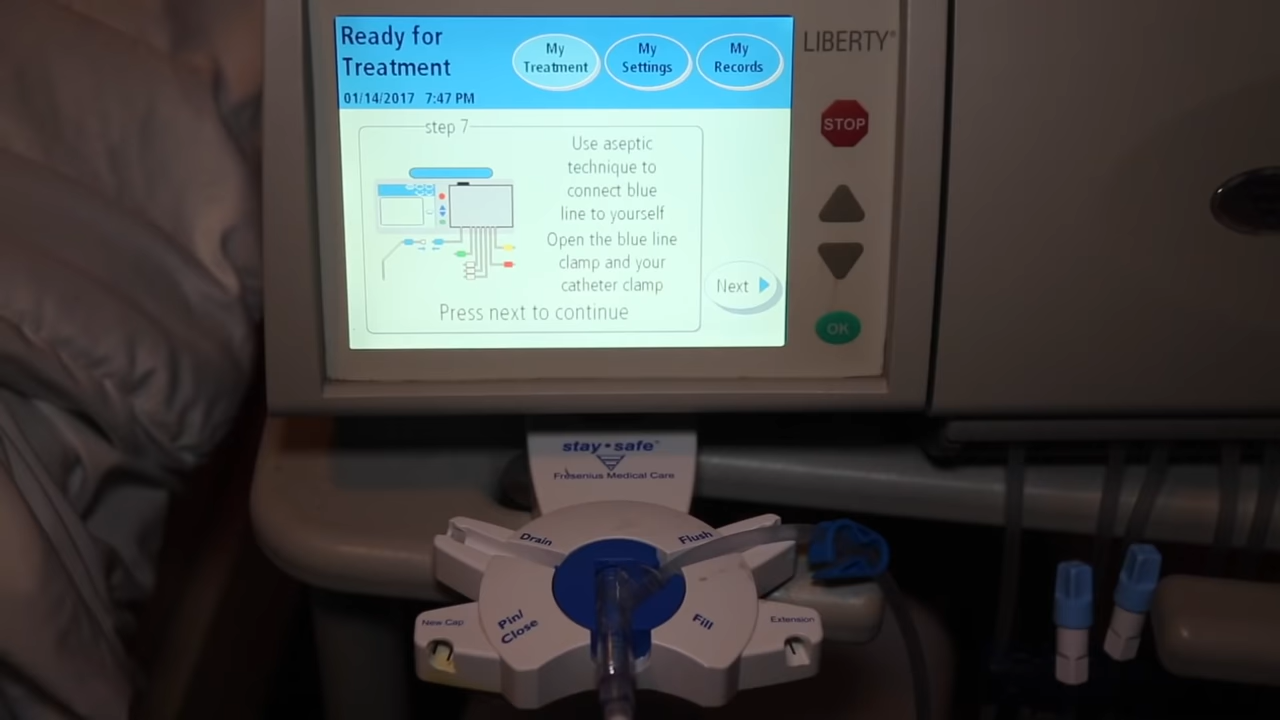 Ready for
Treatment
01/14/2017 7:47 PM
My
Treatment
My
Settings
My
Records
LIBERTY®
STOP
step 7
Use aseptic
technique to
connect blue
line to yourself
Open the blue line
clamp and your
catheter clamp
Press next to continue
Next
OK
stay•safe™
Fresenius Medical Care
Drain
Flush
New Cap
Pin/
Close
Fill
Extension